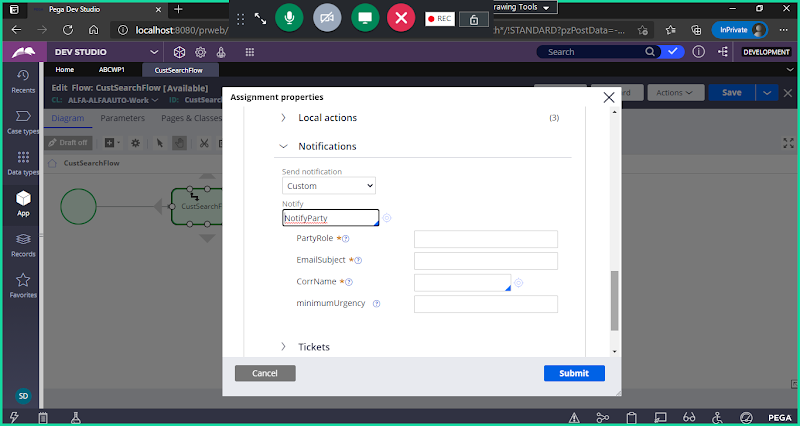 Pega Dev Studio
rawing Tools
localhost:8080/prweb/
h*/!STANDARD?pzPostData=-...
InPrivate
REC
DEV STUDIO
Search
DEVELOPMENT
Recents
Case types
Data types
App
Records
Favorites
SD
Home
ABCWP1
CustSearchFlow
Edit Flow: CustSearchFlow [Available]
CL: ALFA-ALFAAUTO-Work
ID: CustSearc
Actions
Save
Diagram
Parameters
Pages & Classes
Draft off
CustSearchFlow
CustSearchF
Assignment properties
Local actions
(3)
Notifications
Send notification
Custom
Notify
NotifyParty
PartyRole *
EmailSubject *
CorrName *
minimumUrgency
Tickets
Cancel
Submit
PEGA